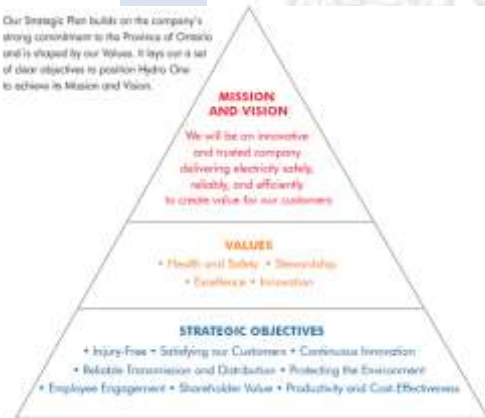 Our Strategic Plan builds on the company's
strong commitment to the Province of Ontario
and is shaped by our Values. It lays out a set
of clear objectives to position Hydro One
to achieve its Mission and Vision.
MISSION
AND VISION
We will be an innovative
and trusted company
delivering electricity safely,
reliably, and efficiently
to create value for our customers
VALUES
• Health and Safety • Stewardship
• Excellence • Innovation
STRATEGIC OBJECTIVES
• Injury-Free • Satisfying our Customers • Continuous Innovation
• Reliable Transmission and Distribution • Protecting the Environment
• Employee Engagement • Shareholder Value • Productivity and Cost-Effectiveness